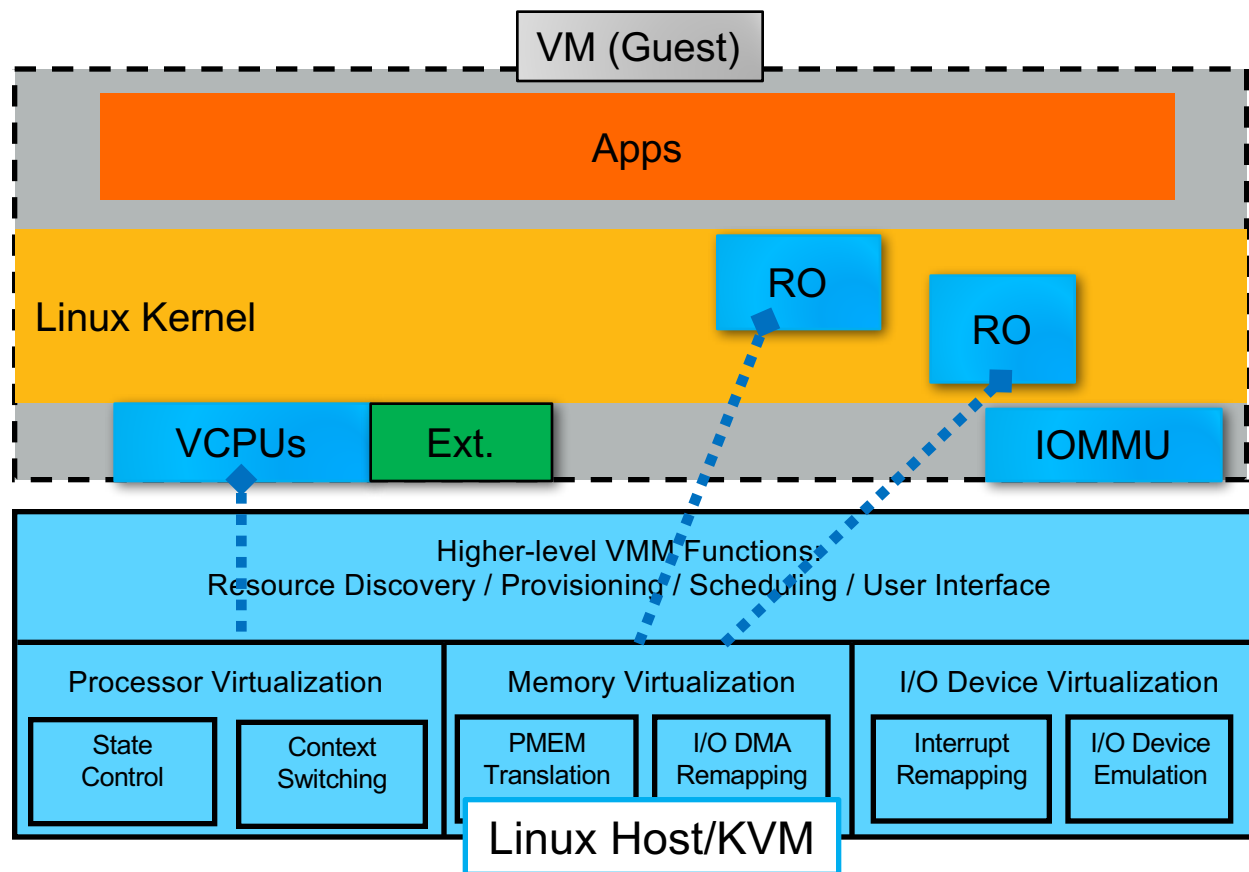 VM (Guest)
Apps
RO
RO
Linux Kernel
VCPUs
Ext.
IOMMU
Higher-level VMM Functions:
Resource Discovery / Provisioning / Scheduling / User Interface
Processor Virtualization
State
Control
Context
Switching
Memory Virtualization
PMEM
Translation
I/O DMA
Remapping
I/O Device Virtualization
Interrupt
Remapping
I/O Device
Emulation
Linux Host/KVM